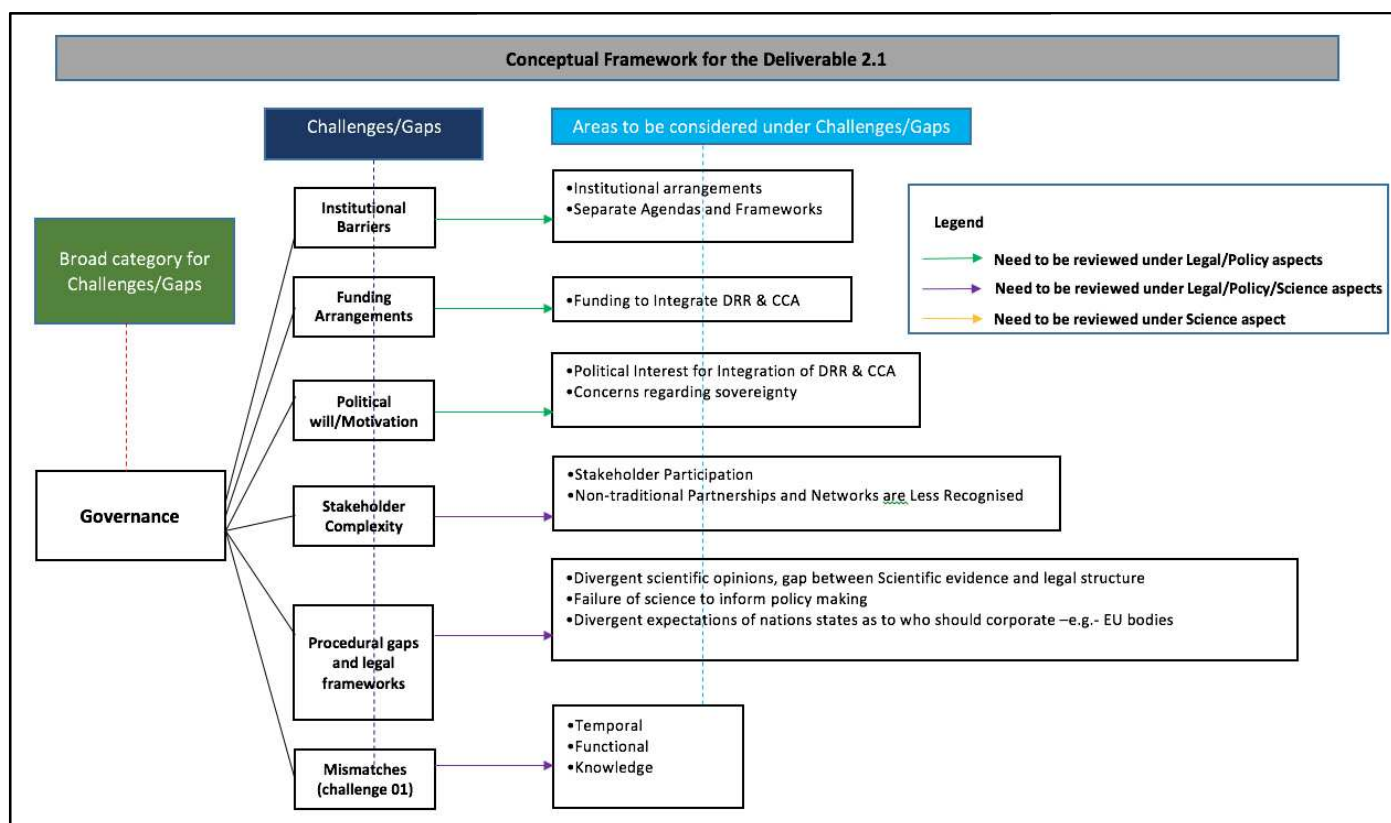 Conceptual Framework for the Deliverable 2.1
Challenges/Gaps
Areas to be considered under Challenges/Gaps
Broad category for
Challenges/Gaps
Governance
Institutional
Barriers
•Institutional arrangements
•Separate Agendas and Frameworks
Funding
Arrangements
•Funding to Integrate DRR & CCA
Political
will/Motivation
•Political Interest for Integration of DRR & CCA
•Concerns regarding sovereignty
Stakeholder
Complexity
•Stakeholder Participation
•Non-traditional Partnerships and Networks are Less Recognised
Procedural gaps
and legal
frameworks
•Divergent scientific opinions, gap between Scientific evidence and legal structure
•Failure of science to inform policy making
•Divergent expectations of nations states as to who should corporate –e.g.- EU bodies
Mismatches
(challenge 01)
•Temporal
•Functional
•Knowledge
Legend
Need to be reviewed under Legal/Policy aspects
Need to be reviewed under Legal/Policy/Science aspects
Need to be reviewed under Science aspect